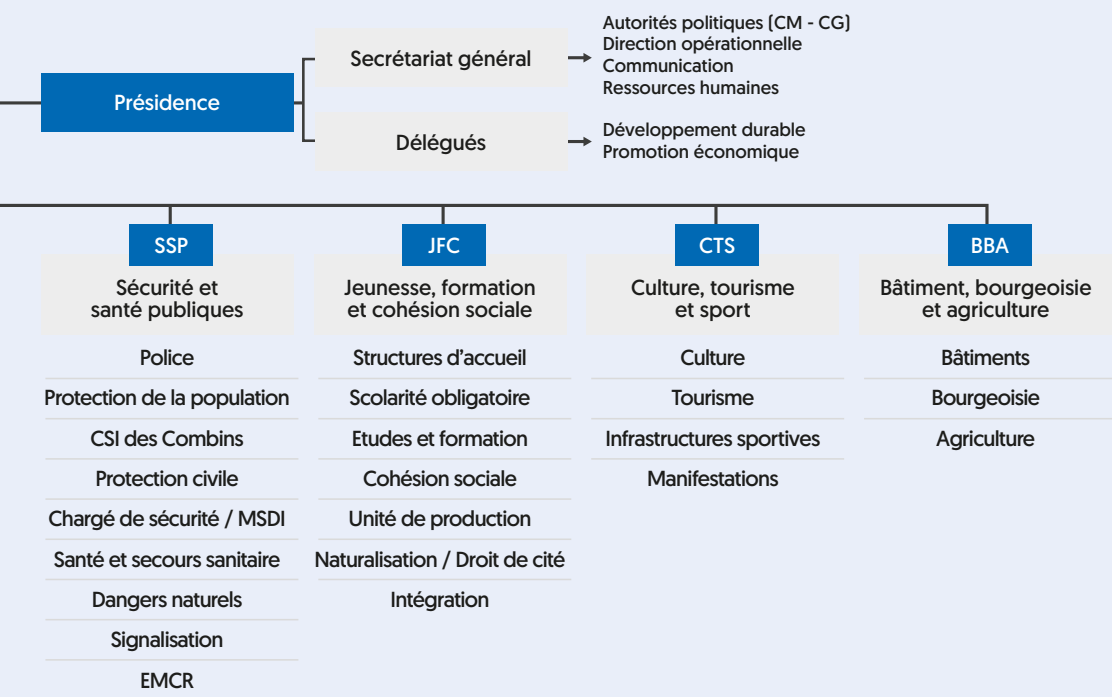 Présidence
Secrétariat général
Autorités politiques (CM - CG)
Direction opérationnelle
Communication
Ressources humaines
Délégués
Développement durable
Promotion économique
SSP
Sécurité et
santé publiques
Police
Protection de la population
CSI des Combins
Protection civile
Chargé de sécurité / MSDI
Santé et secours sanitaire
Dangers naturels
Signalisation
EMCR
JFC
Jeunesse, formation
et cohésion sociale
Structures d’accueil
Scolarité obligatoire
Etudes et formation
Cohésion sociale
Unité de production
Naturalisation / Droit de cité
Intégration
CTS
Culture, tourisme
et sport
Culture
Tourisme
Infrastructures sportives
Manifestations
BBA
Bâtiment, bourgeoisie
et agriculture
Bâtiments
Bourgeoisie
Agriculture